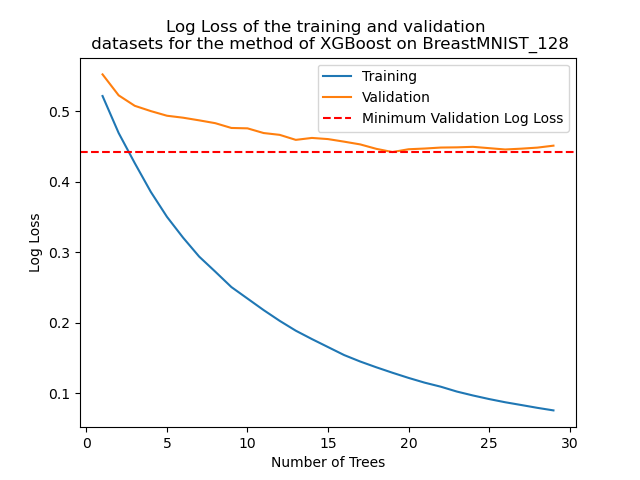 Log Loss of the training and validation
datasets for the method of XGBoost on BreastMNIST_128
Training
Validation
Minimum Validation Log Loss
Log Loss
0.5
0.4
0.3
0.2
0.1
0 5 10 15 20 25 30
Number of Trees